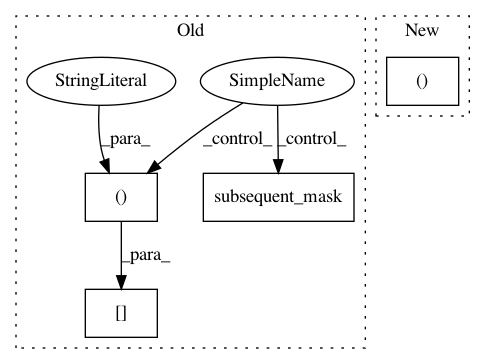 Old
New
StringLiteral
SimpleName
()
_para_
_control_
_control_
()
subsequent_mask
_para_
[]